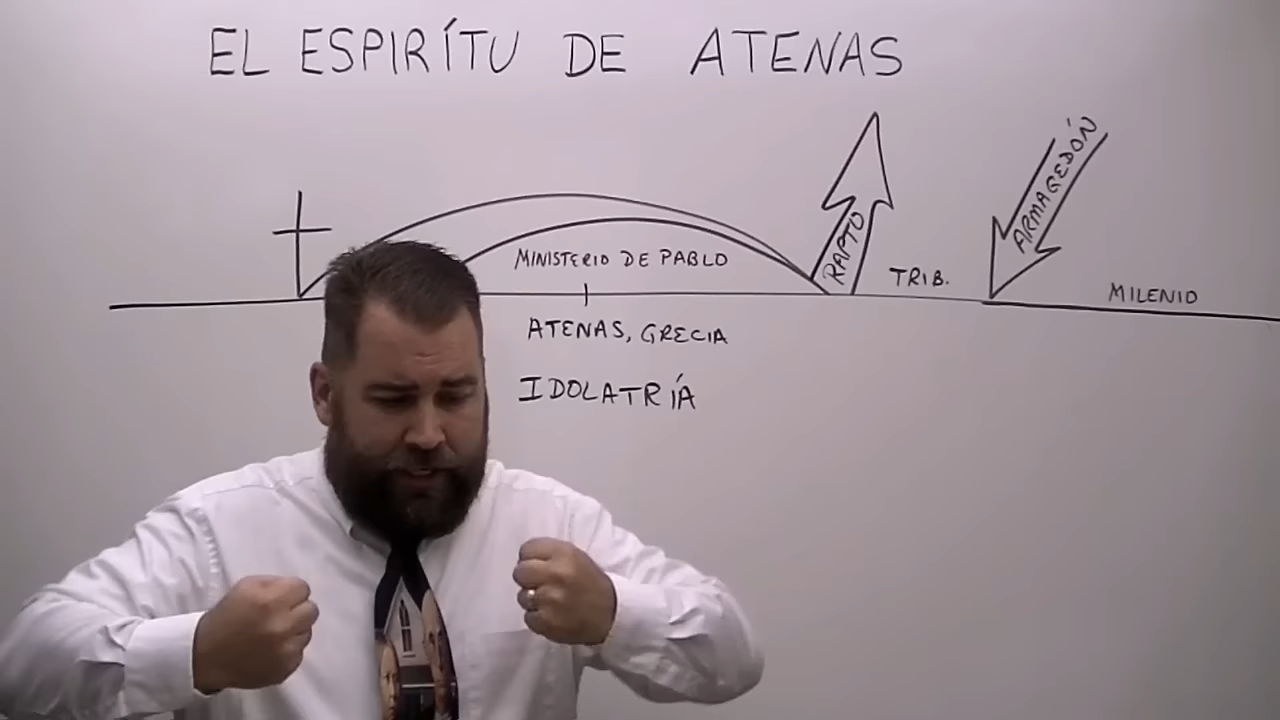 EL ESPIRÍTU DE ATENAS
ARMAGEDÓN
RAPTO
MINISTERIO DE PABLO
TRIB.
MILENIO
ATENAS, GRECIA
IDOLATRÍA